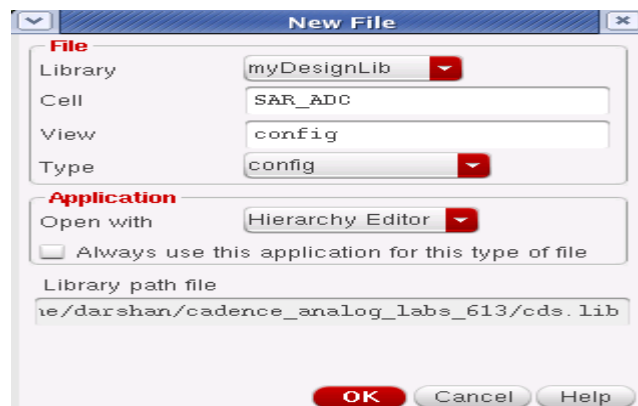 New File
File
Library myDesignLib
Cell SAR_ADC
View config
Type config
Application
Open with Hierarchy Editor
Always use this application for this type of file
Library path file
/darshan/cadence_analog_labs_613/cds.lib
OK Cancel Help